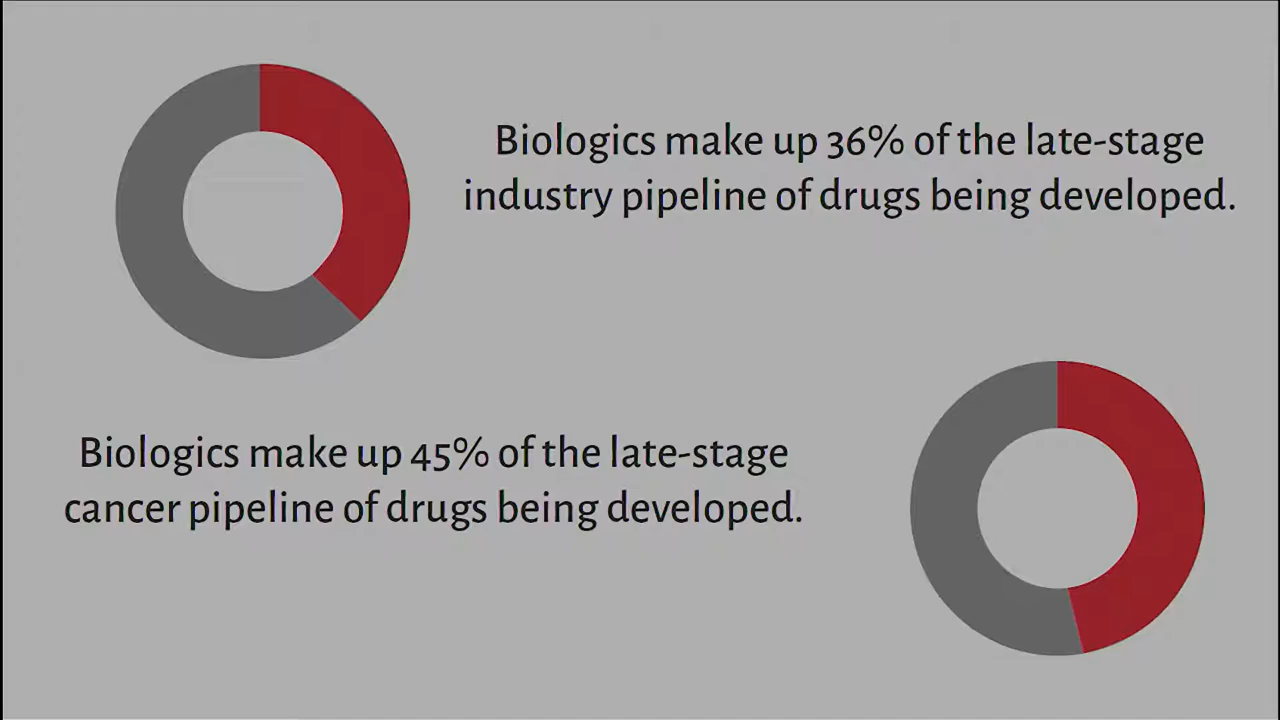 Biologics make up 36% of the late-stage
industry pipeline of drugs being developed.
Biologics make up 45% of the late-stage
cancer pipeline of drugs being developed.